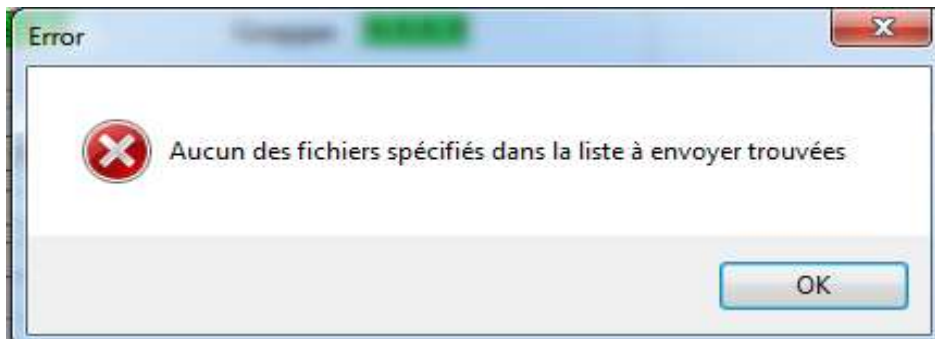 Error
Aucun des fichiers spécifiés dans la liste à envoyer trouvées
OK